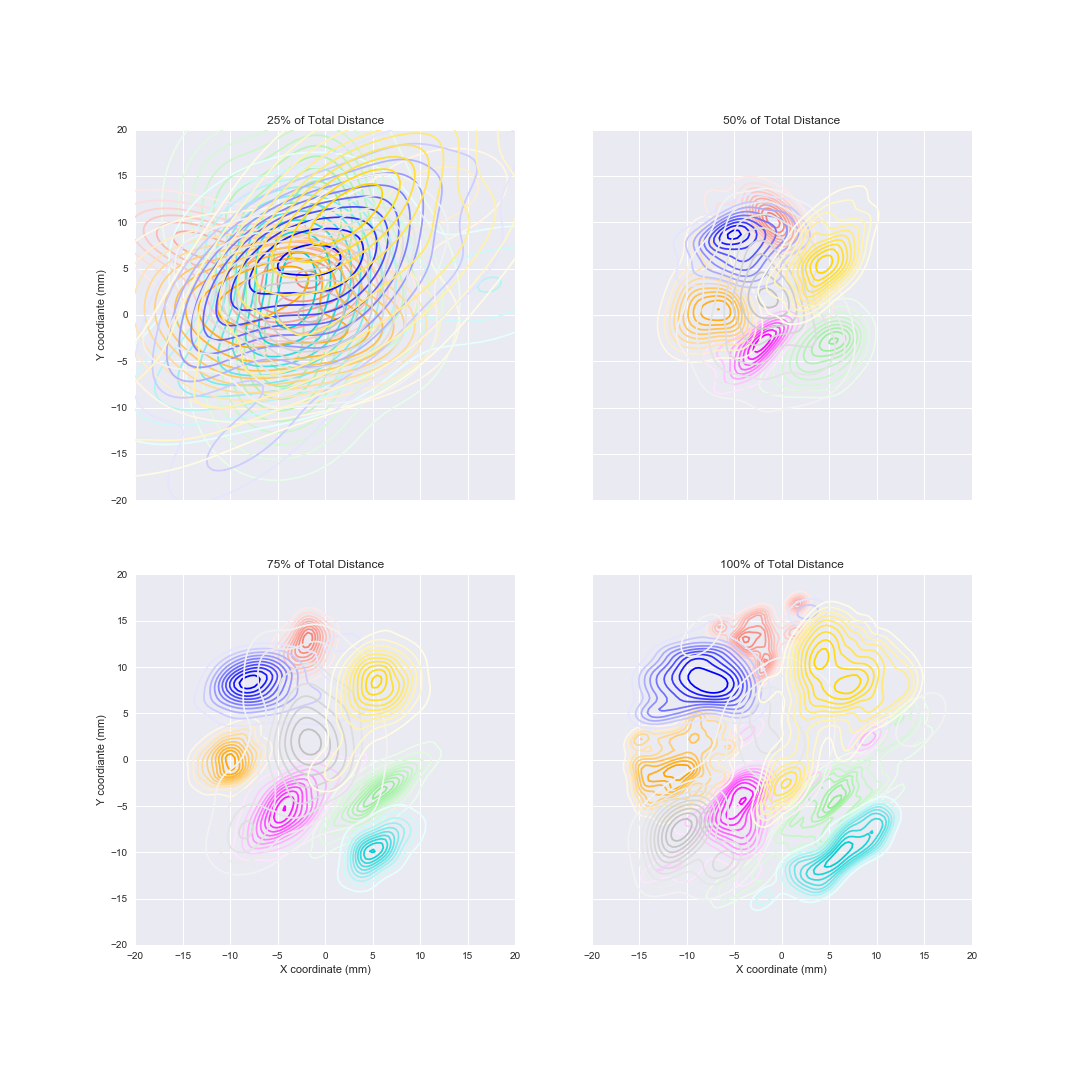 25% of Total Distance
50% of Total Distance
20
15
10
5
0
−5
−10
−15
−20
Y coordiante (mm)
75% of Total Distance
100% of Total Distance
20
15
10
5
0
−5
−10
−15
−20
Y coordiante (mm)
−20 −15 −10 −5 0 5 10 15 20
−20 −15 −10 −5 0 5 10 15 20
X coordinate (mm)
X coordinate (mm)